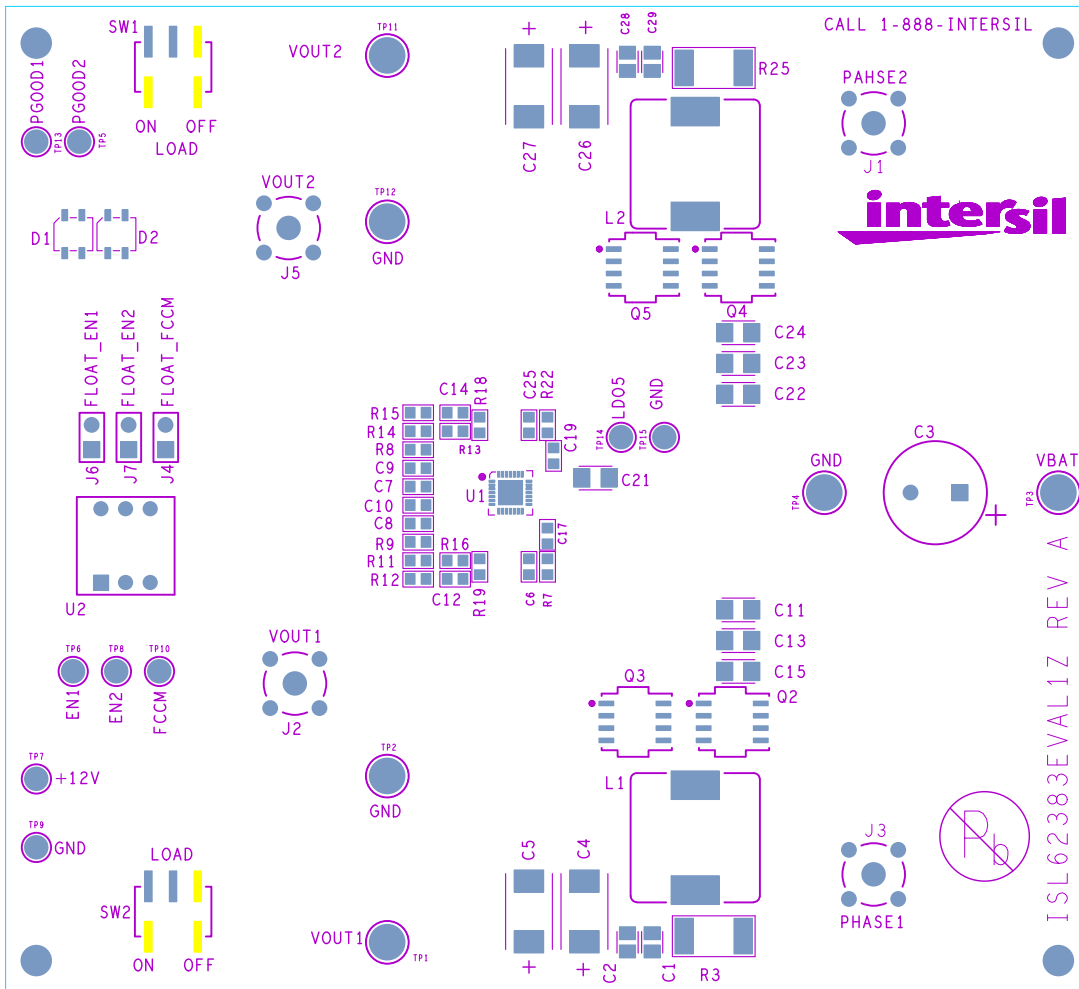 SW1
TP11
VOUT2
C28
C29
CALL 1-888-INTERSIL
PGOOD1
PGOOD2
R25
PAHSE2
ON
OFF
LOAD
TP13
TP5
C27
C26
J1
VOUT2
TP12
intersil
L2
D1
D2
GND
J5
Q5
Q4
FLOAT_EN1
FLOAT_EN2
FLOAT_FCCM
C24
C23
C22
C14
R18
C25
R22
LDO5
GND
R15
R14
R13
TP14
TP15
C19
C3
R8
C9
C7
C10
C8
R9
R11
R12
J6
J7
J4
U1
C21
GND
TP4
VBAT
TP3
R16
C17
C12
R19
C6
R7
U2
C11
C13
C15
TP6
TP8
TP10
EN1
EN2
FCCM
VOUT1
J2
Q3
Q2
TP7
+12V
TP2
GND
L1
TP9
GND
LOAD
C5
C4
J3
Pb
SW2
ON
OFF
VOUT1
TP1
C2
C1
R3
PHASE1
ISL62383EVAL1Z REV A